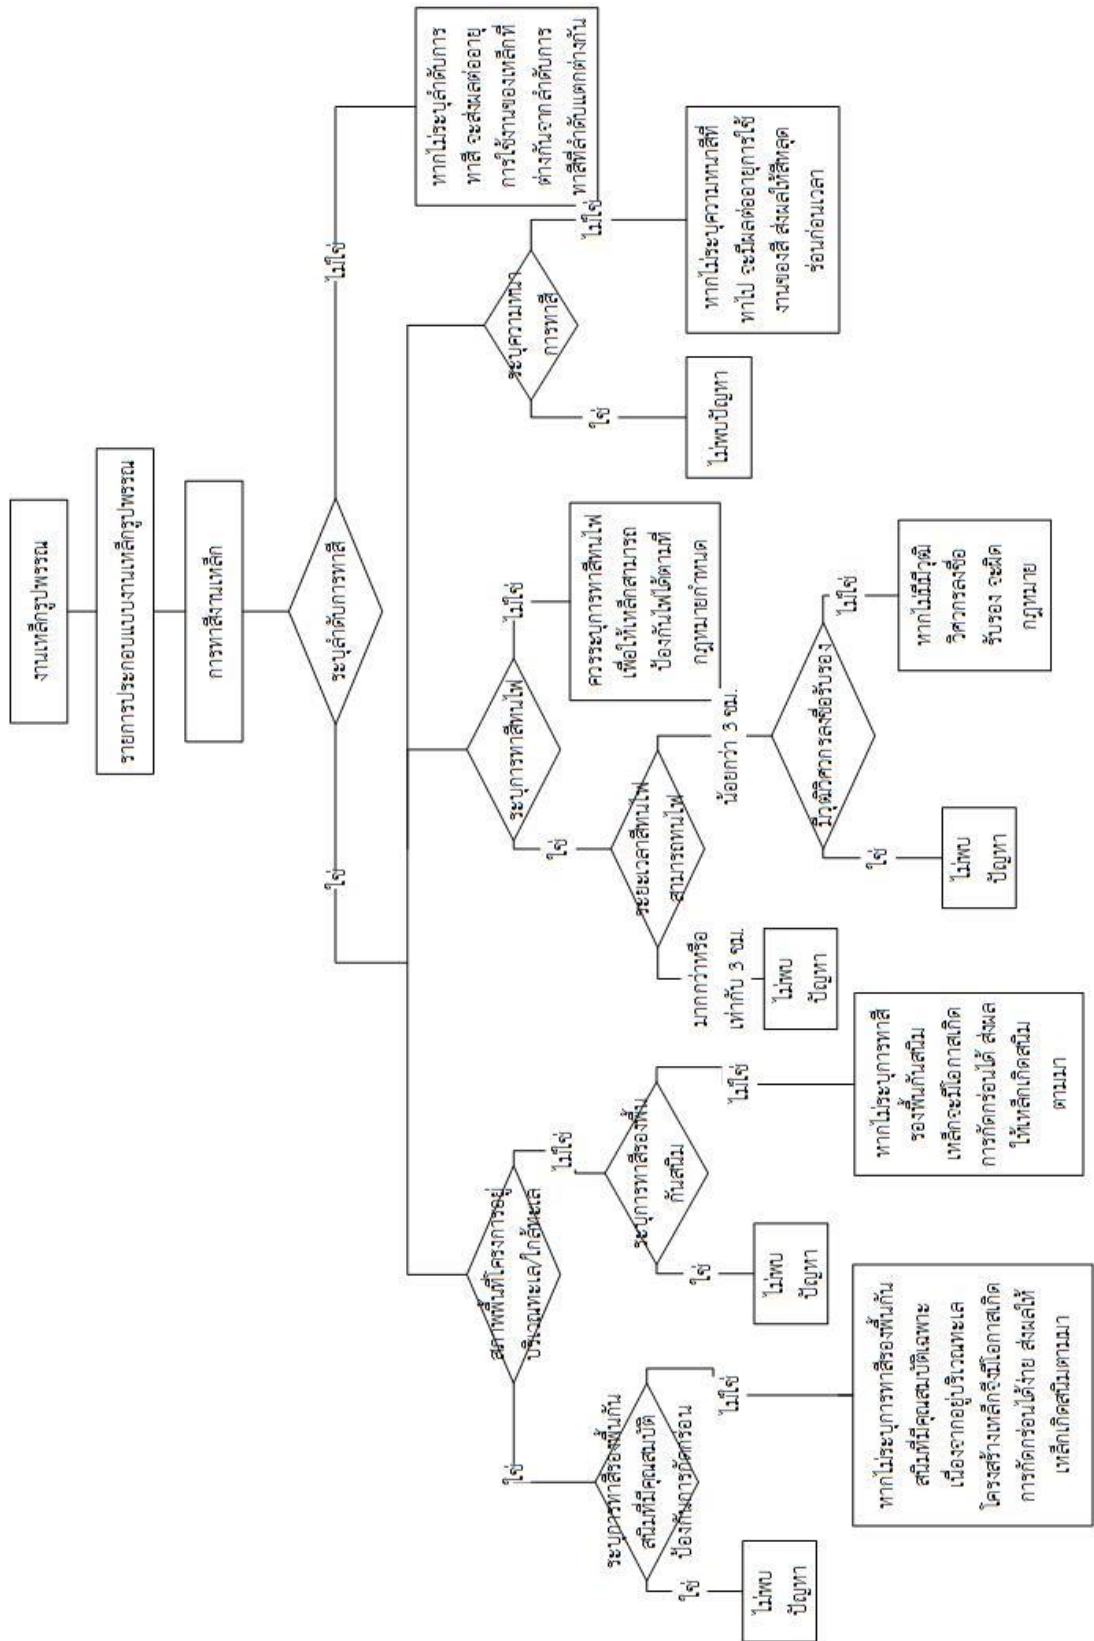 งานเหล็กรูปพรรณ
รายการประกอบแบบงานเหล็กรูปพรรณ
การทาสีงานเหล็ก
ระบุลำดับการทาสี
ใช่
ไม่ใช่
หากไม่ระบุลำดับการ
ทาสี จะส่งผลต่ออายุ
การใช้งานของเหล็กที่
ต่างกันจากลำดับการ
ทาสีที่ลำดับแตกต่างกัน
สภาพพื้นที่โครงการอยู่
บริเวณทะเล/ใกล้ทะเล
ใช่
ไม่ใช่
ระบุการทาสีทนไฟ
ใช่
ไม่ใช่
ระบุความหนา
การทาสี
ใช่
ไม่ใช่
ระบุการทาสีรองพื้นกัน
สนิมที่มีคุณสมบัติ
ป้องกันการกัดกร่อน
ใช่
ไม่ใช่
ระบุการทาสีรองพื้น
กันสนิม
ใช่
ไม่ใช่
ระยะเวลาสีทนไฟ
สามารถทนไฟ
มากกว่าหรือ
เท่ากับ 3 ชม.
น้อยกว่า 3 ชม.
ควรระบุการทาสีทนไฟ
เพื่อให้เหล็กสามารถ
ป้องกันไฟได้ตามที่
กฎหมายกำหนด
ไม่พบปัญหา
หากไม่ระบุความหนาสีที่
ทาไป จะมีผลต่ออายุการใช้
งานของสี ส่งผลให้สีหลุด
ร่อนก่อนเวลา
ไม่พบ
ปัญหา
หากไม่ระบุการทาสีรองพื้นกัน
สนิมที่มีคุณสมบัติเฉพาะ
เนื่องจากอยู่บริเวณทะเล
โครงสร้างเหล็กจึงมีโอกาสเกิด
การกัดกร่อนได้ง่าย ส่งผลให้
เหล็กเกิดสนิมตามมา
ไม่พบ
ปัญหา
หากไม่ระบุการทาสี
รองพื้นกันสนิม
เหล็กจะมีโอกาสเกิด
การกัดกร่อนได้ ส่งผล
ให้เหล็กเกิดสนิม
ตามมา
ไม่พบ
ปัญหา
มีวุฒิวิศวกรลงชื่อรับรอง
ใช่
ไม่ใช่
ไม่พบ
ปัญหา
หากไม่มีมีวุฒิ
วิศวกรลงชื่อ
รับรอง จะผิด
กฎหมาย